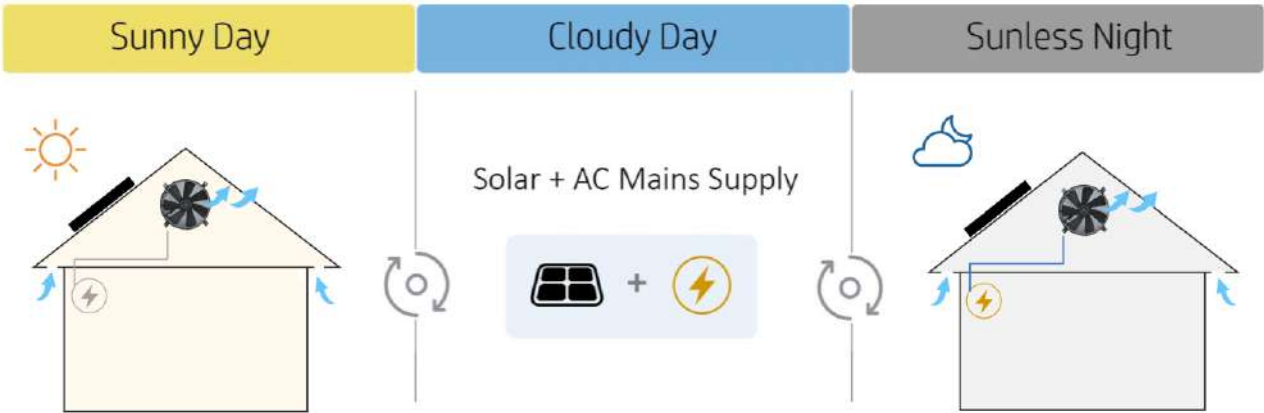 Sunny Day
Cloudy Day
Sunless Night
Solar + AC Mains Supply
+